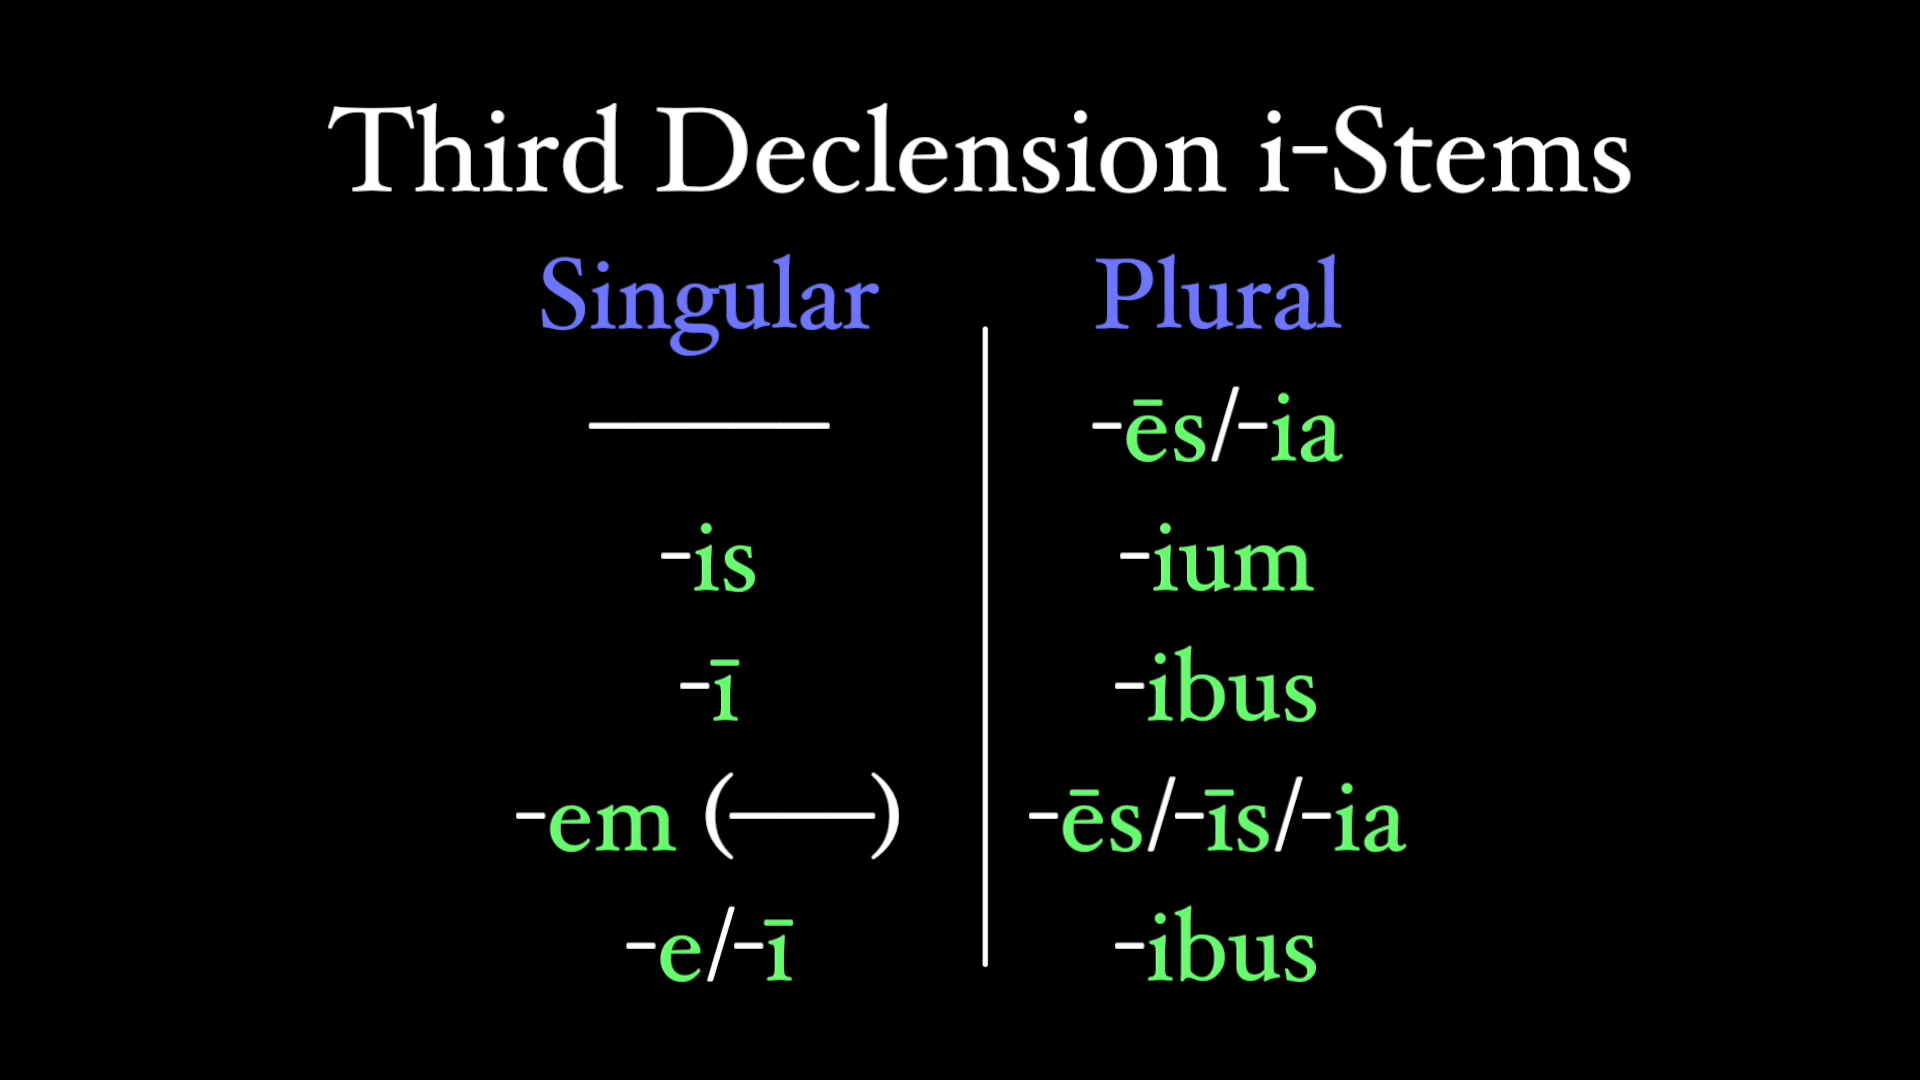 Third Declension i-Stems
Singular Plural
——— -ēs/-ia
-is -ium
-ī -ibus
-em (——) -ēs/-īs/-ia
-e/-ī -ibus